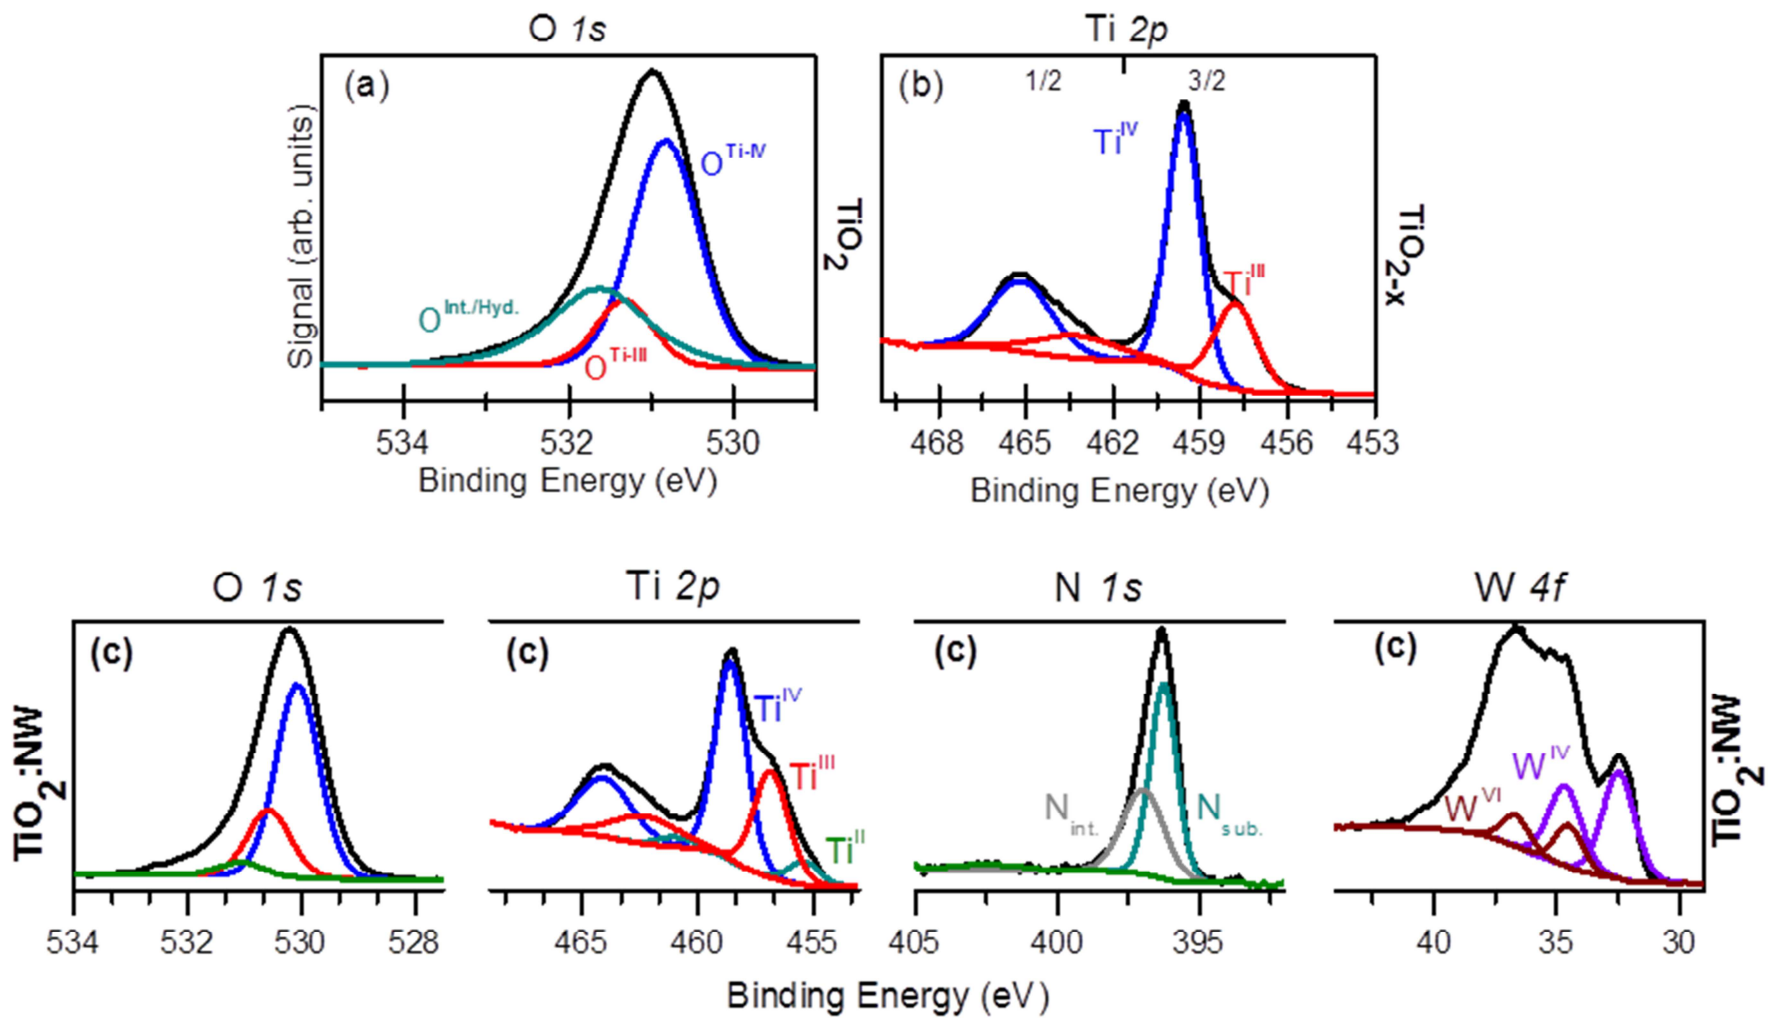 O 1s
Ti 2p
(a)
(b)
1/2
3/2
Signal (arb. units)
O^Ti-IV
O^Int./Hyd.
O^Ti-III
TiO2
Ti^IV
Ti^III
TiO2-x
534 532 530
468 465 462 459 456 453
Binding Energy (eV)
Binding Energy (eV)
O 1s
Ti 2p
N 1s
W 4f
(c)
(c)
(c)
(c)
TiO2:NW
Ti^IV
Ti^III
Ti^II
N int.
N sub.
W^VI
W^IV
TiO2:NW
534 532 530 528
465 460 455
405 400 395
40 35 30
Binding Energy (eV)